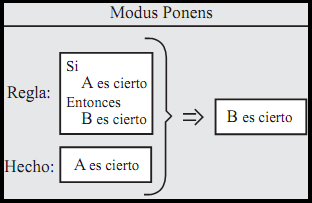 Modus Ponens
Regla:
Si
A es cierto
Entonces
B es cierto
Hecho:
A es cierto
⇒
B es cierto